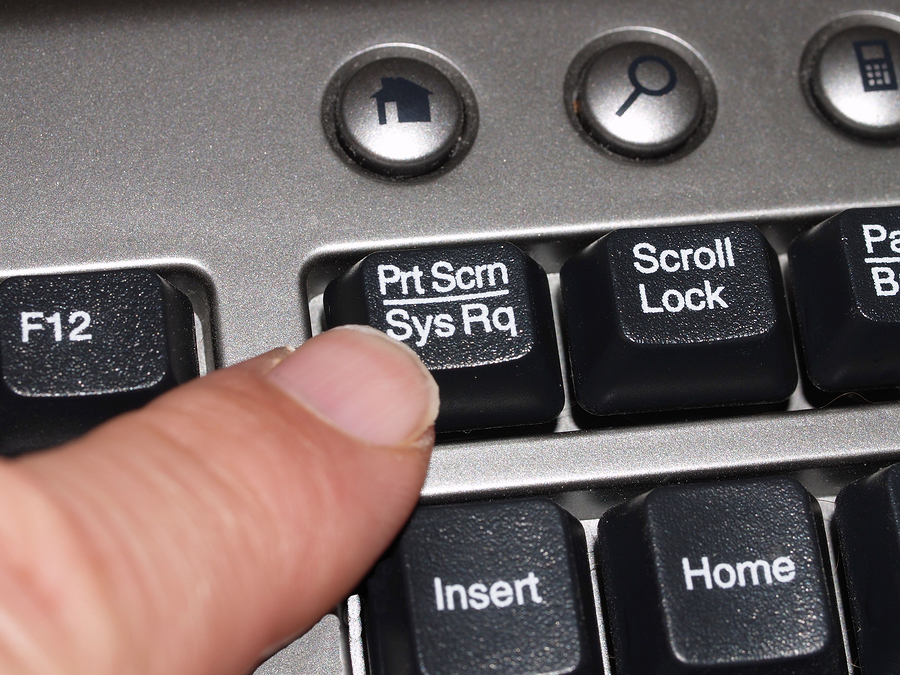 F12
Prt Scrn
Sys Rq
Scroll
Lock
Insert
Home